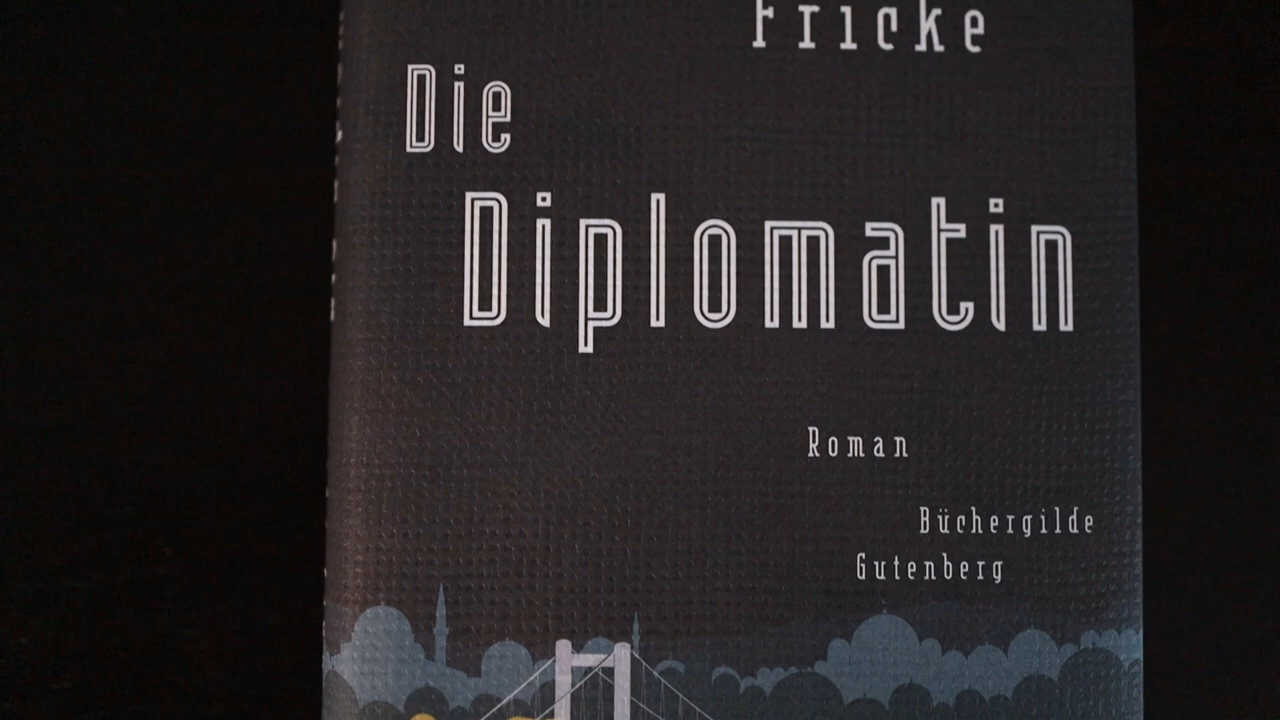 Fricke
Die
Diplomatin
Roman
Büchergilde
Gutenberg